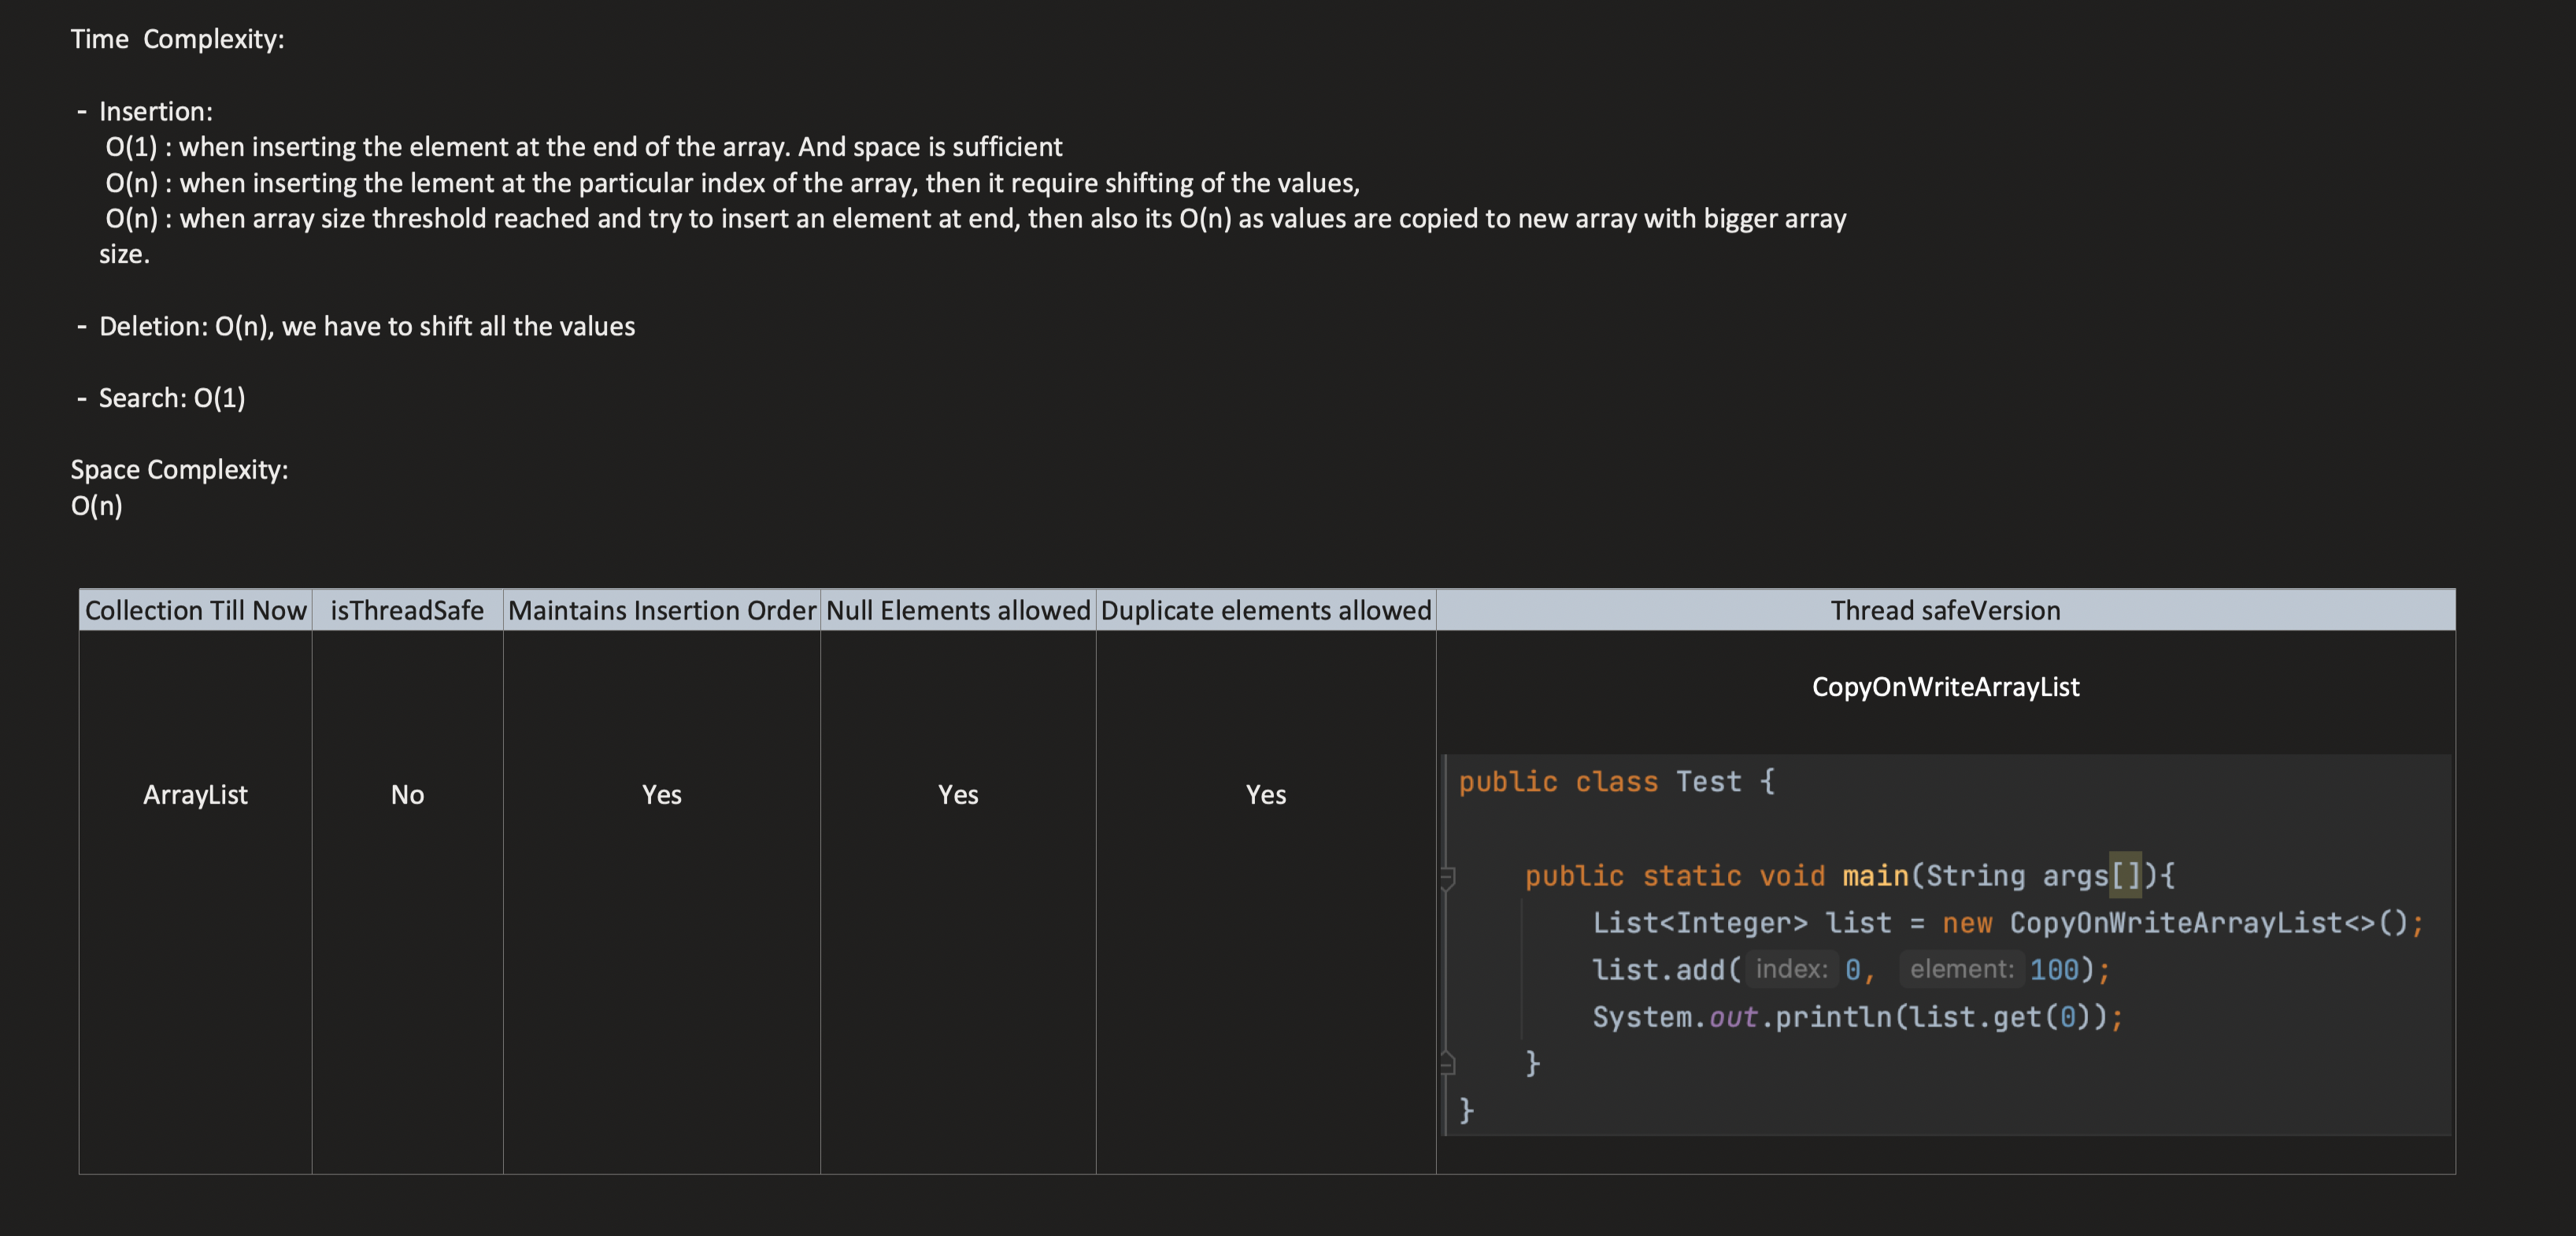 Time  Complexity:
- Insertion:
O(1) : when inserting the element at the end of the array. And space is sufficient
O(n) : when inserting the lement at the particular index of the array, then it require shifting of the values,
O(n) : when array size threshold reached and try to insert an element at end, then also its O(n) as values are copied to new array with bigger array
size.
- Deletion: O(n), we have to shift all the values
- Search: O(1)
Space Complexity:
O(n)
Collection Till Now isThreadSafe Maintains Insertion Order Null Elements allowed Duplicate elements allowed Thread safeVersion
CopyOnWriteArrayList
ArrayList No Yes Yes Yes
public class Test {
public static void main(String args[]){
List<Integer> list = new CopyOnWriteArrayList<>();
list.add( index: 0, element: 100);
System.out.println(list.get(0));
}
}